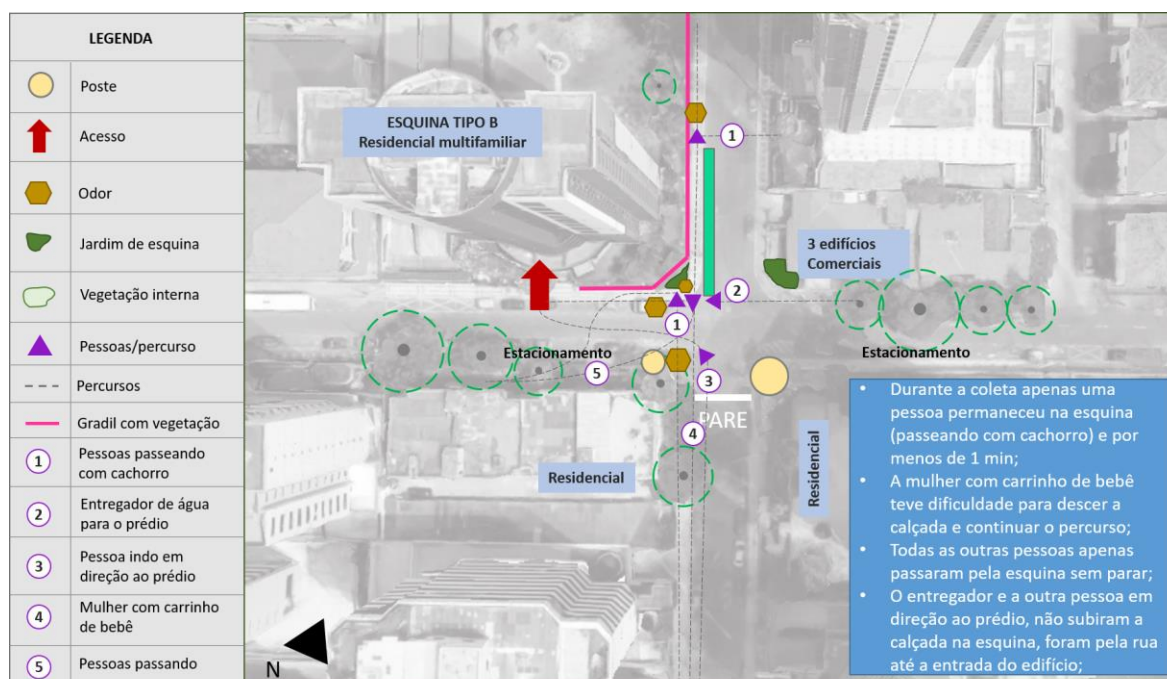 LEGENDA
Poste
Acesso
Odor
Jardim de esquina
Vegetação interna
Pessoas/percurso
Percursos
Gradil com vegetação
1
Pessoas passeando
com cachorro
2
Entregador de água
para o prédio
3
Pessoa indo em
direção ao prédio
4
Mulher com carrinho
de bebê
5
Pessoas passando
ESQUINA TIPO B
Residencial multifamiliar
1
3 edifícios
Comerciais
2
1
Estacionamento
Estacionamento
5
3
PARE
4
Residencial
Residencial
N
• Durante a coleta apenas uma
pessoa permaneceu na esquina
(passeando com cachorro) e por
menos de 1 min;
• A mulher com carrinho de bebê
teve dificuldade para descer a
calçada e continuar o percurso;
• Todas as outras pessoas apenas
passaram pela esquina sem parar;
• O entregador e a outra pessoa em
direção ao prédio, não subiram a
calçada na esquina, foram pela rua
até a entrada do edifício;